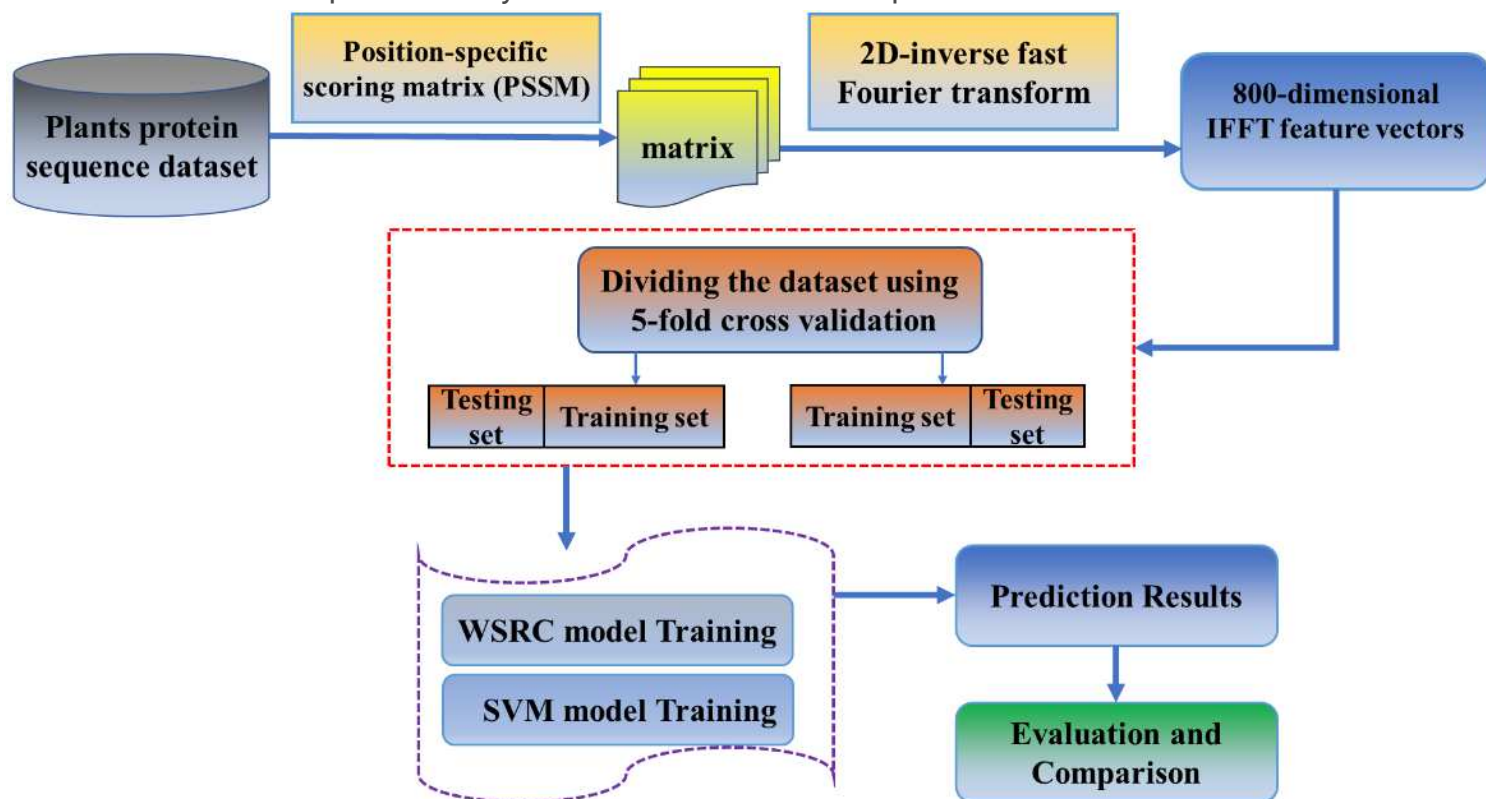 Position-specific
scoring matrix (PSSM)
2D-inverse fast
Fourier transform
Plants protein
sequence dataset
matrix
800-dimensional
IFFT feature vectors
Dividing the dataset using
5-fold cross validation
Testing
set
Training set
Training set
Testing
set
WSRC model Training
SVM model Training
Prediction Results
Evaluation and
Comparison